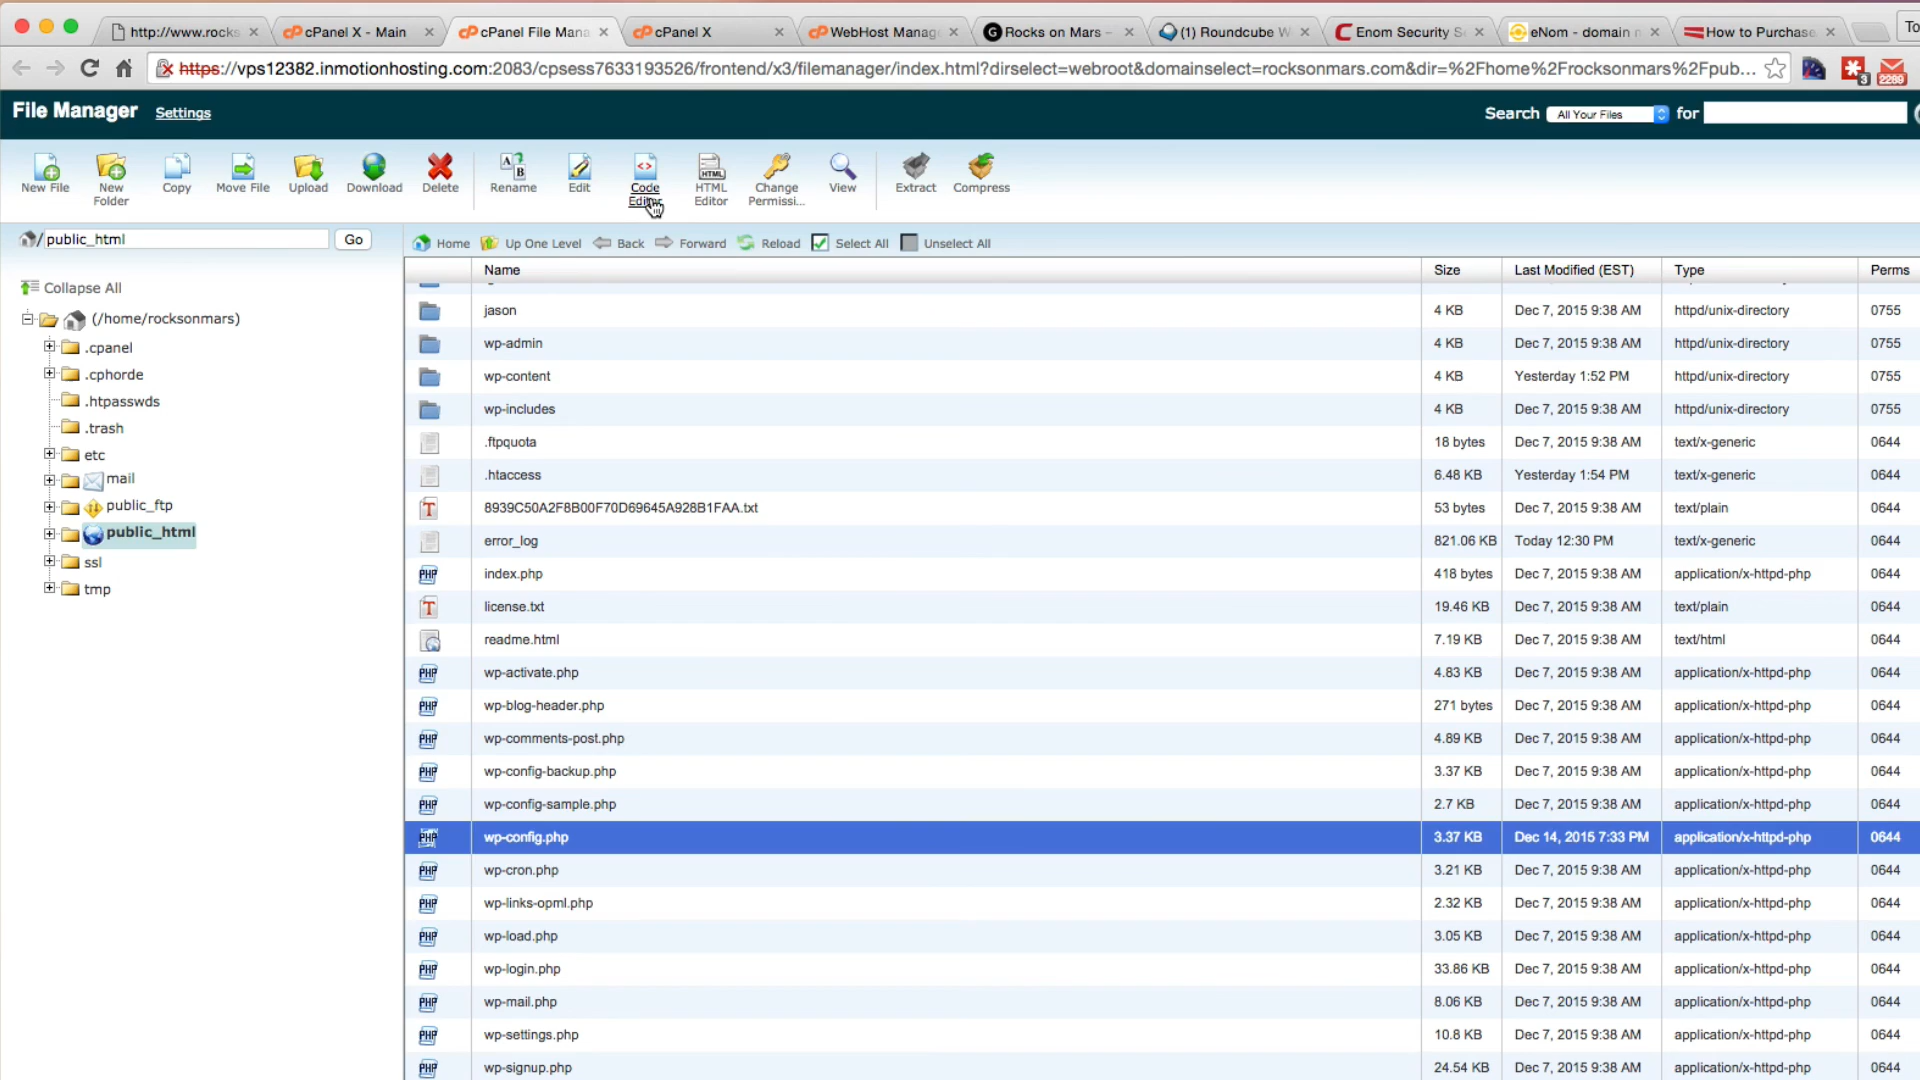 http://www.rocks
cPanel X - Main
cPanel File Mana
cPanel X
WebHost Manag
Rocks on Mars -
(1) Roundcube W
Enom Security S
eNom - domain n
How to Purchase
To
https://vps12382.inmotionhosting.com:2083/cpsess7633193526/frontend/x3/filemanager/index.html?dirselect=webroot&domainselect=rocksonmars.com&dir=%2Fhome%2Frocksonmars%2Fpub...
3
2269
File Manager Settings
Search All Your Files for
New File
New Folder
Copy
Move File
Upload
Download
Delete
Rename
Edit
Code Editor
HTML Editor
Change Permissi...
View
Extract
Compress
/ public_html Go
Home Up One Level Back Forward Reload Select All Unselect All
Collapse All
(/home/rocksonmars)
.cpanel
.cphorde
.htpasswds
.trash
etc
mail
public_ftp
public_html
ssl
tmp
Name Size Last Modified (EST) Type Perms
jason 4 KB Dec 7, 2015 9:38 AM httpd/unix-directory 0755
wp-admin 4 KB Dec 7, 2015 9:38 AM httpd/unix-directory 0755
wp-content 4 KB Yesterday 1:52 PM httpd/unix-directory 0755
wp-includes 4 KB Dec 7, 2015 9:38 AM httpd/unix-directory 0755
.ftpquota 18 bytes Dec 7, 2015 9:38 AM text/x-generic 0644
.htaccess 6.48 KB Yesterday 1:54 PM text/x-generic 0644
8939C50A2F8B00F70D69645A928B1FAA.txt 53 bytes Dec 7, 2015 9:38 AM text/plain 0644
error_log 821.06 KB Today 12:30 PM text/x-generic 0644
index.php 418 bytes Dec 7, 2015 9:38 AM application/x-httpd-php 0644
license.txt 19.46 KB Dec 7, 2015 9:38 AM text/plain 0644
readme.html 7.19 KB Dec 7, 2015 9:38 AM text/html 0644
wp-activate.php 4.83 KB Dec 7, 2015 9:38 AM application/x-httpd-php 0644
wp-blog-header.php 271 bytes Dec 7, 2015 9:38 AM application/x-httpd-php 0644
wp-comments-post.php 4.89 KB Dec 7, 2015 9:38 AM application/x-httpd-php 0644
wp-config-backup.php 3.37 KB Dec 7, 2015 9:38 AM application/x-httpd-php 0644
wp-config-sample.php 2.7 KB Dec 7, 2015 9:38 AM application/x-httpd-php 0644
wp-config.php 3.37 KB Dec 14, 2015 7:33 PM application/x-httpd-php 0644
wp-cron.php 3.21 KB Dec 7, 2015 9:38 AM application/x-httpd-php 0644
wp-links-opml.php 2.32 KB Dec 7, 2015 9:38 AM application/x-httpd-php 0644
wp-load.php 3.05 KB Dec 7, 2015 9:38 AM application/x-httpd-php 0644
wp-login.php 33.86 KB Dec 7, 2015 9:38 AM application/x-httpd-php 0644
wp-mail.php 8.06 KB Dec 7, 2015 9:38 AM application/x-httpd-php 0644
wp-settings.php 10.8 KB Dec 7, 2015 9:38 AM application/x-httpd-php 0644
wp-signup.php 24.54 KB Dec 7, 2015 9:38 AM application/x-httpd-php 0644